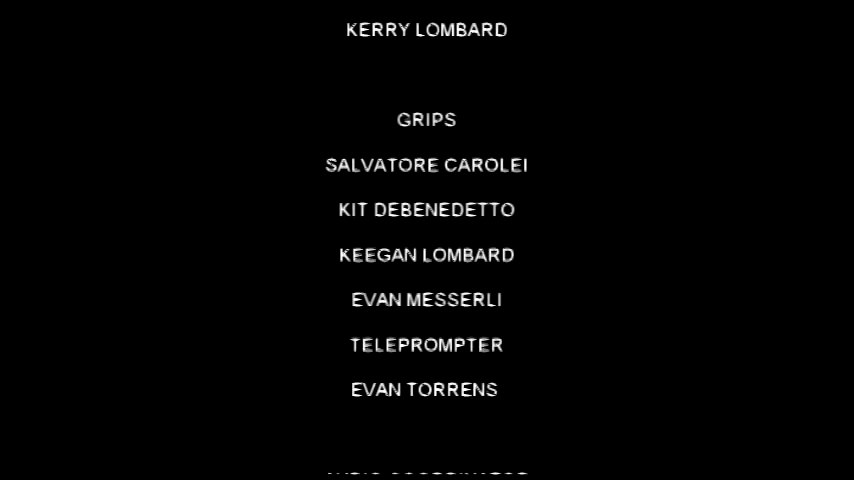 KERRY LOMBARD
GRIPS
SALVATORE CAROLEI
KIT DEBENEDETTO
KEEGAN LOMBARD
EVAN MESSERLI
TELEPROMPTER
EVAN TORRENS